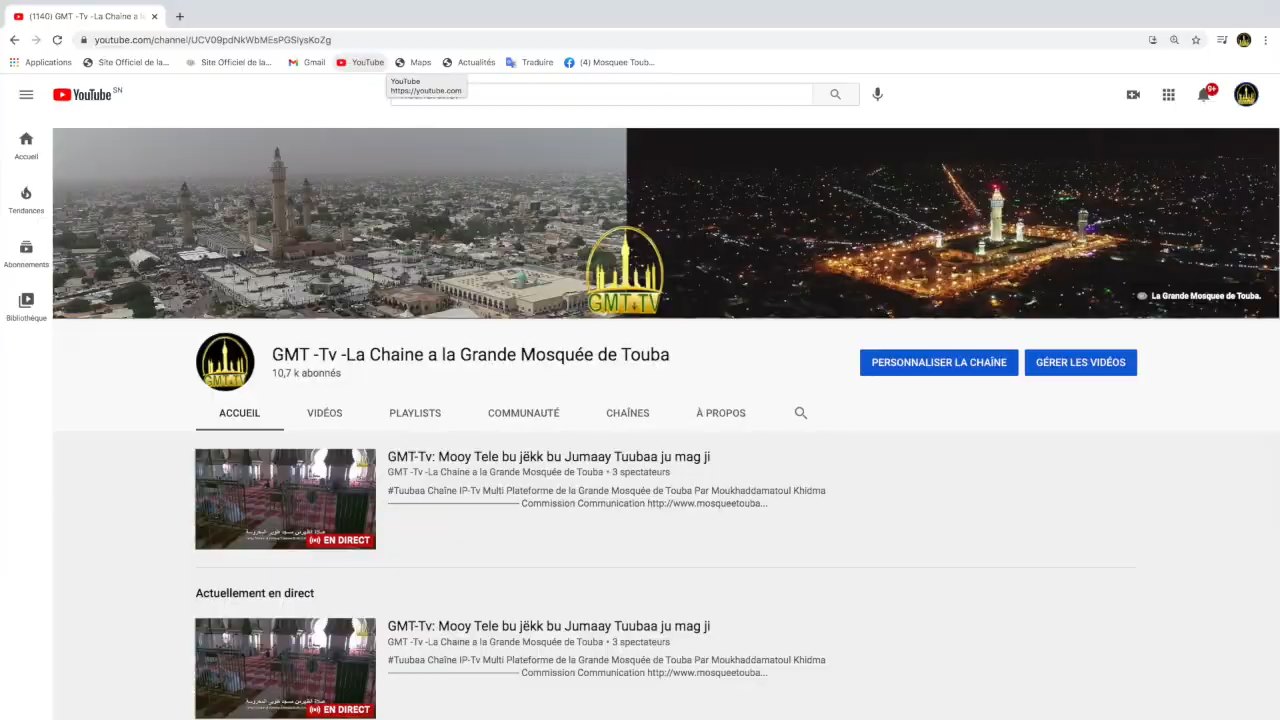 (1140) GMT -Tv -La Chaine a la
youtube.com/channel/UCV09pdNkWbMEsPGSIysKoZg
Applications
Site Officiel de la...
Site Officiel de la...
Gmail
YouTube
Maps
Actualités
Traduire
(4) Mosquee Toub...
YouTube
https://youtube.com
YouTube SN
9+
Accueil
Tendances
Abonnements
Bibliothèque
GMT-TV
La Grande Mosquee de Touba.
GMT-TV
GMT -Tv -La Chaine a la Grande Mosquée de Touba
10,7 k abonnés
PERSONNALISER LA CHAÎNE
GÉRER LES VIDÉOS
ACCUEIL
VIDÉOS
PLAYLISTS
COMMUNAUTÉ
CHAÎNES
À PROPOS
GMT-Tv: Mooy Tele bu jëkk bu Jumaay Tuubaa ju mag ji
GMT -Tv -La Chaine a la Grande Mosquée de Touba • 3 spectateurs
#Tuubaa Chaîne IP-Tv Multi Plateforme de la Grande Mosquée de Touba Par Moukhaddamatoul Khidma
Commission Communication http://www.mosqueetouba...
EN DIRECT
Actuellement en direct
GMT-Tv: Mooy Tele bu jëkk bu Jumaay Tuubaa ju mag ji
GMT -Tv -La Chaine a la Grande Mosquée de Touba • 3 spectateurs
#Tuubaa Chaîne IP-Tv Multi Plateforme de la Grande Mosquée de Touba Par Moukhaddamatoul Khidma
Commission Communication http://www.mosqueetouba...
EN DIRECT